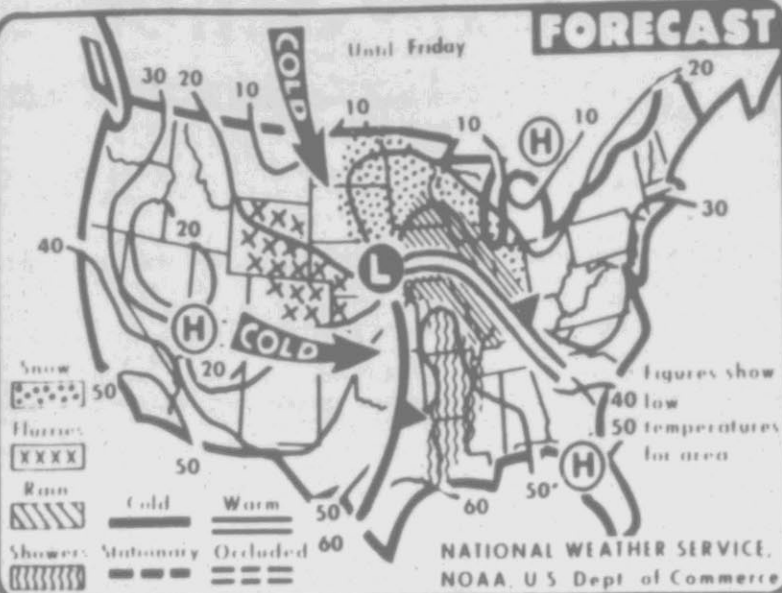 FORECAST
Until Friday
COLD
30
20
10
10
10
10
20
30
40
20
L
H
H
COLD
20
50
50
Snow
Flurries
Rain
Showers
Cold
Warm
Stationary
Occluded
50
60
60
50°
H
Figures show
40 low
50 temperatures
for area
NATIONAL WEATHER SERVICE,
NOAA, U S Dept of Commerce